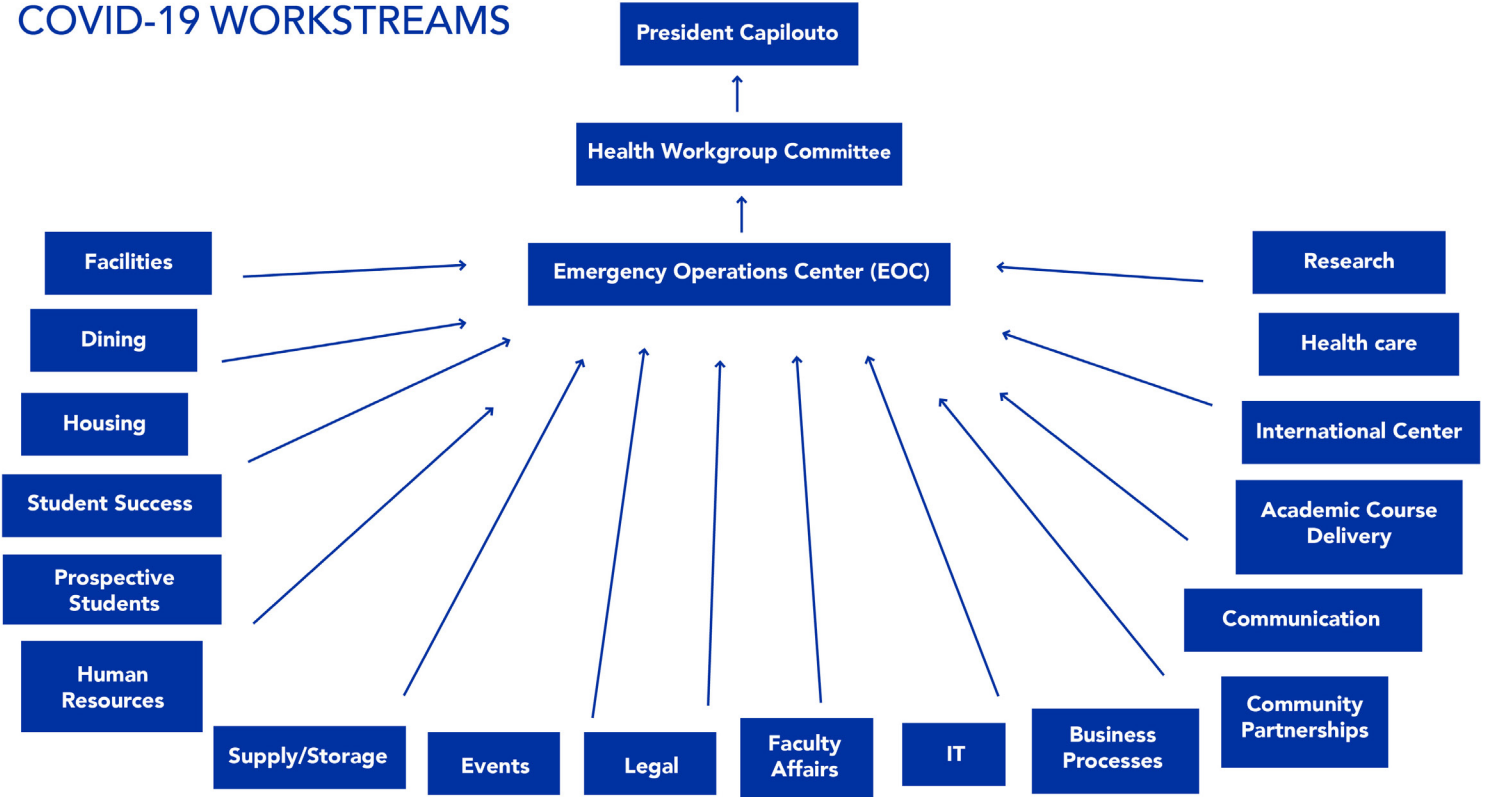 COVID-19 WORKSTREAMS
President Capilouto
Health Workgroup Committee
Emergency Operations Center (EOC)
Facilities
Dining
Housing
Student Success
Prospective
Students
Human
Resources
Supply/Storage
Events
Legal
Faculty
Affairs
IT
Business
Processes
Community
Partnerships
Communication
Academic Course
Delivery
International Center
Health care
Research